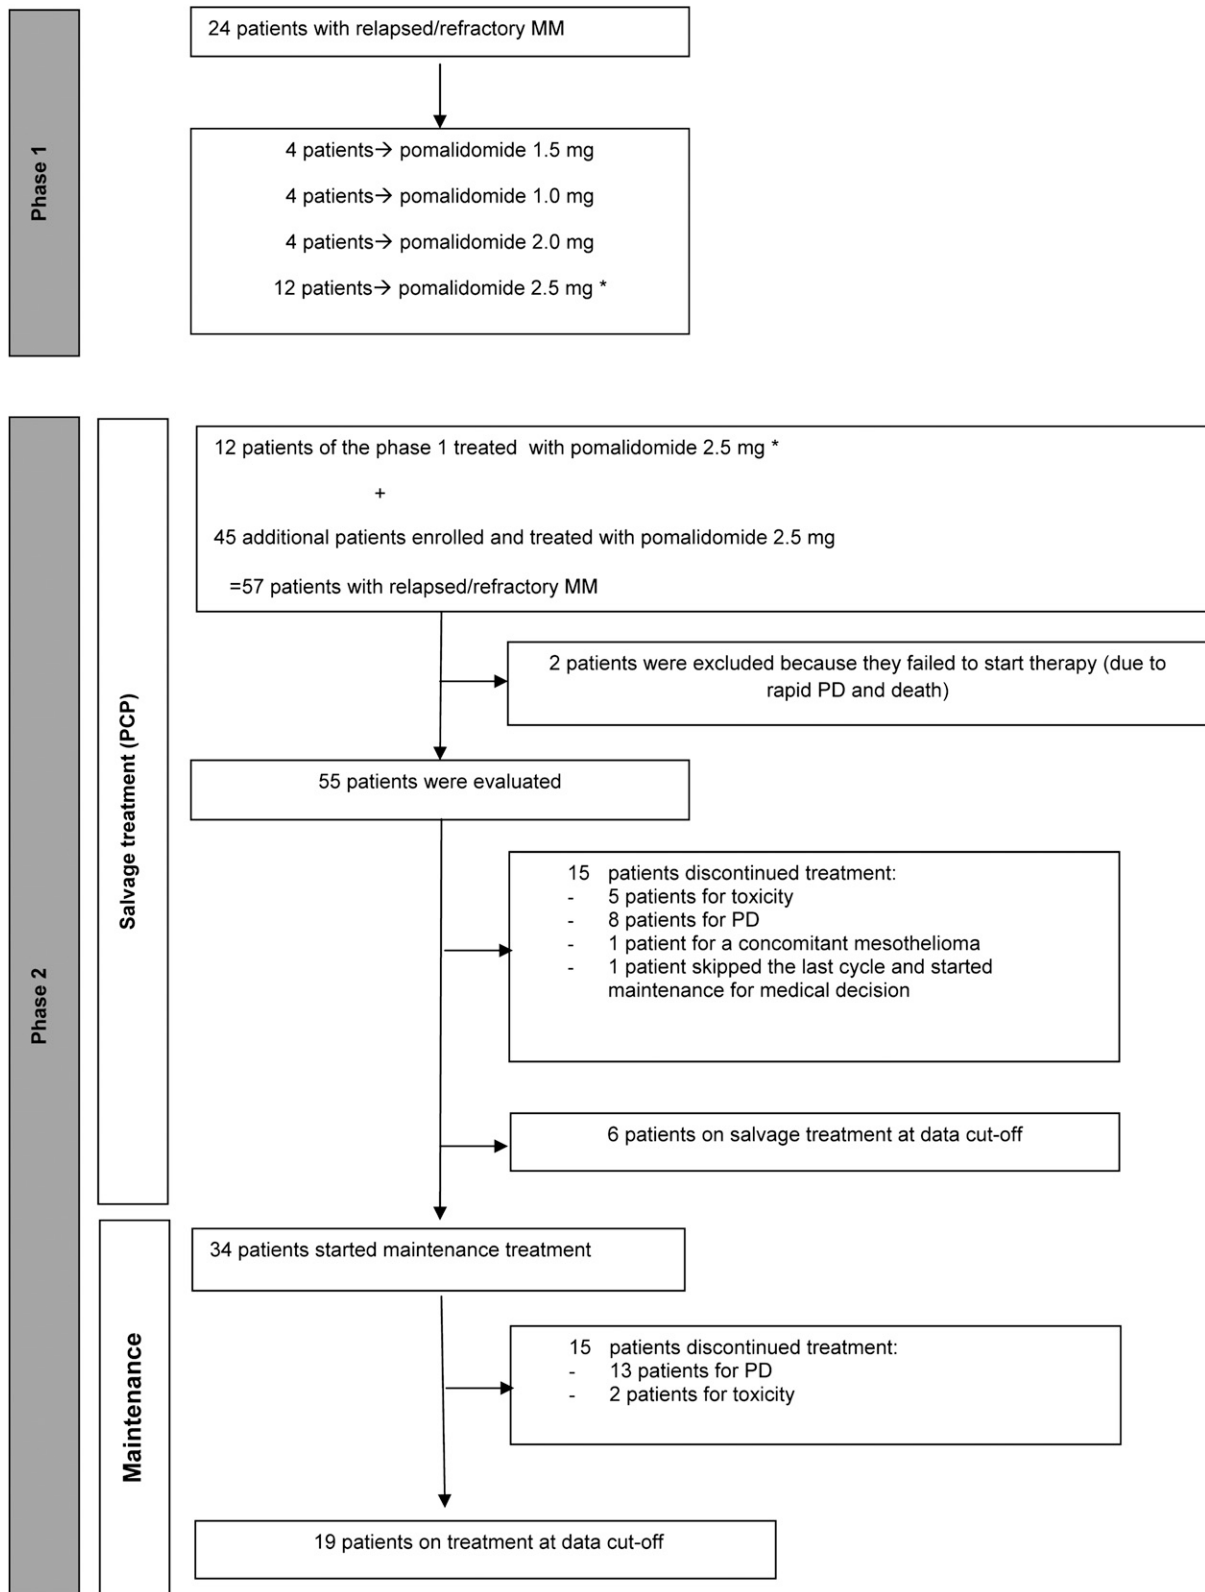 Phase 1
24 patients with relapsed/refractory MM
4 patients→ pomalidomide 1.5 mg
4 patients→ pomalidomide 1.0 mg
4 patients→ pomalidomide 2.0 mg
12 patients→ pomalidomide 2.5 mg *
Phase 2
Salvage treatment (PCP)
12 patients of the phase 1 treated with pomalidomide 2.5 mg *
+
45 additional patients enrolled and treated with pomalidomide 2.5 mg
=57 patients with relapsed/refractory MM
2 patients were excluded because they failed to start therapy (due to
rapid PD and death)
55 patients were evaluated
15 patients discontinued treatment:
- 5 patients for toxicity
- 8 patients for PD
- 1 patient for a concomitant mesothelioma
- 1 patient skipped the last cycle and started
maintenance for medical decision
6 patients on salvage treatment at data cut-off
Maintenance
34 patients started maintenance treatment
15 patients discontinued treatment:
- 13 patients for PD
- 2 patients for toxicity
19 patients on treatment at data cut-off